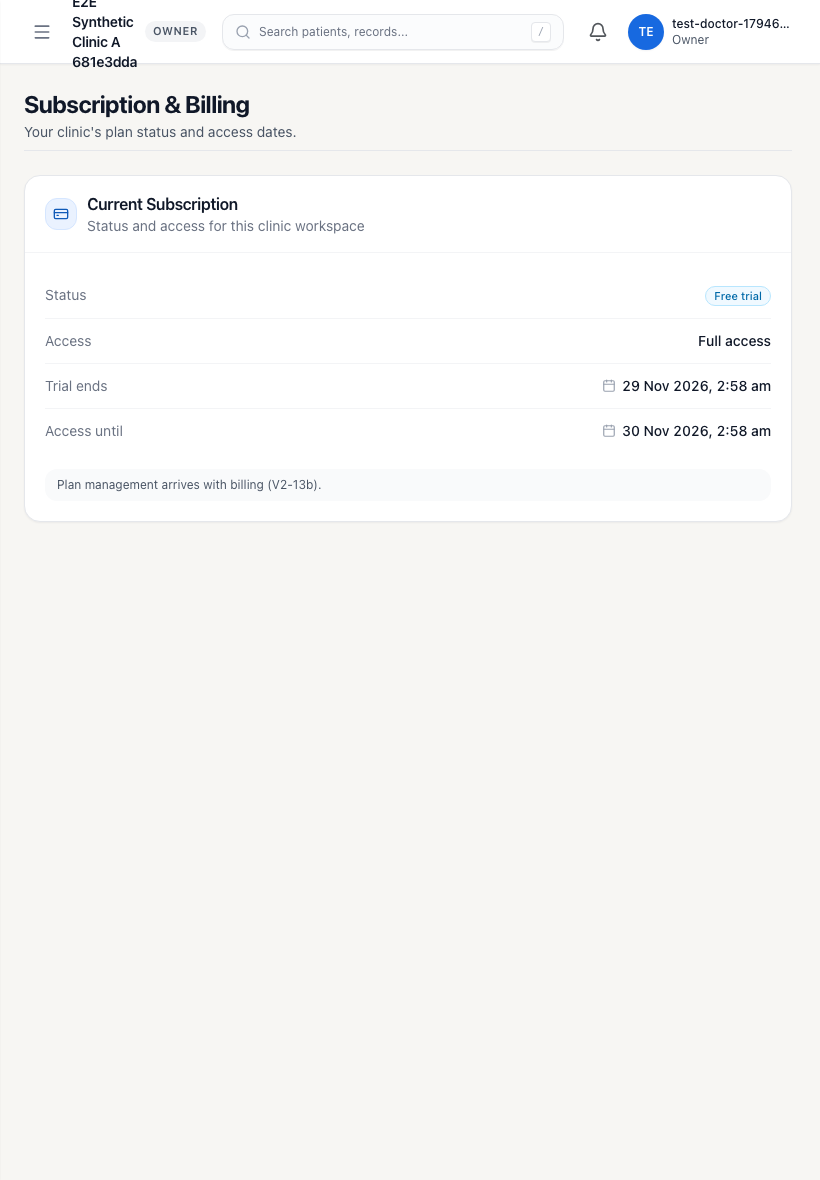 E2E
Synthetic
Clinic A
681e3dda
OWNER
Search patients, records...
/
TE
test-doctor-17946...
Owner
Subscription & Billing
Your clinic's plan status and access dates.
Current Subscription
Status and access for this clinic workspace
Status
Free trial
Access
Full access
Trial ends
29 Nov 2026, 2:58 am
Access until
30 Nov 2026, 2:58 am
Plan management arrives with billing (V2-13b).